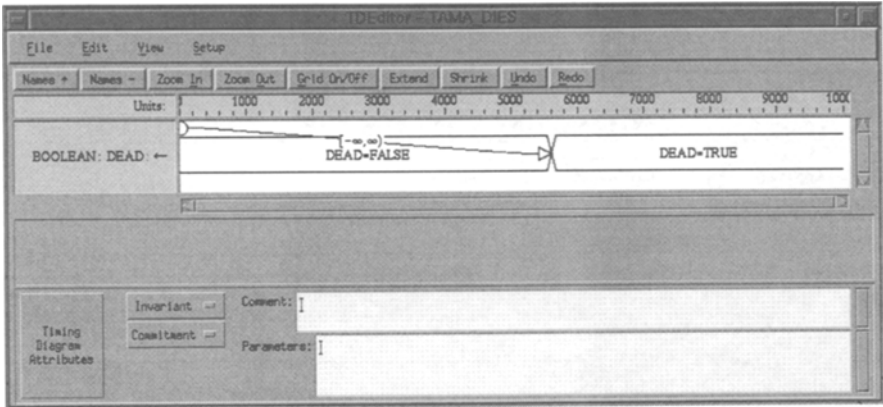 TDEditor - TAMA_DIES
File Edit View Setup
Names + Names - Zoom In Zoom Out Grid On/Off Extend Shrink Undo Redo
Units: 1000 2000 3000 4000 5000 6000 7000 8000 9000
BOOLEAN: DEAD: ←
(-∞,∞)
DEAD=FALSE
DEAD=TRUE
Invariant
Comment:
Timing
Diagram
Attributes
Commitment
Parameters: